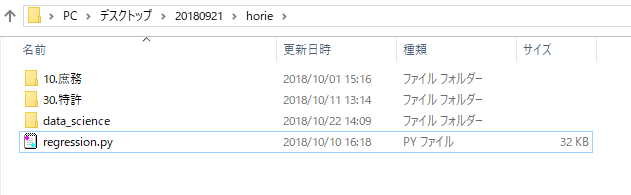 PC > デスクトップ > 20180921 > horie >
名前 更新日時 種類 サイズ
10.庶務 2018/10/01 15:16 ファイル フォルダー
30.特許 2018/10/11 13:14 ファイル フォルダー
data_science 2018/10/22 14:09 ファイル フォルダー
regression.py 2018/10/10 16:18 PY ファイル 32 KB